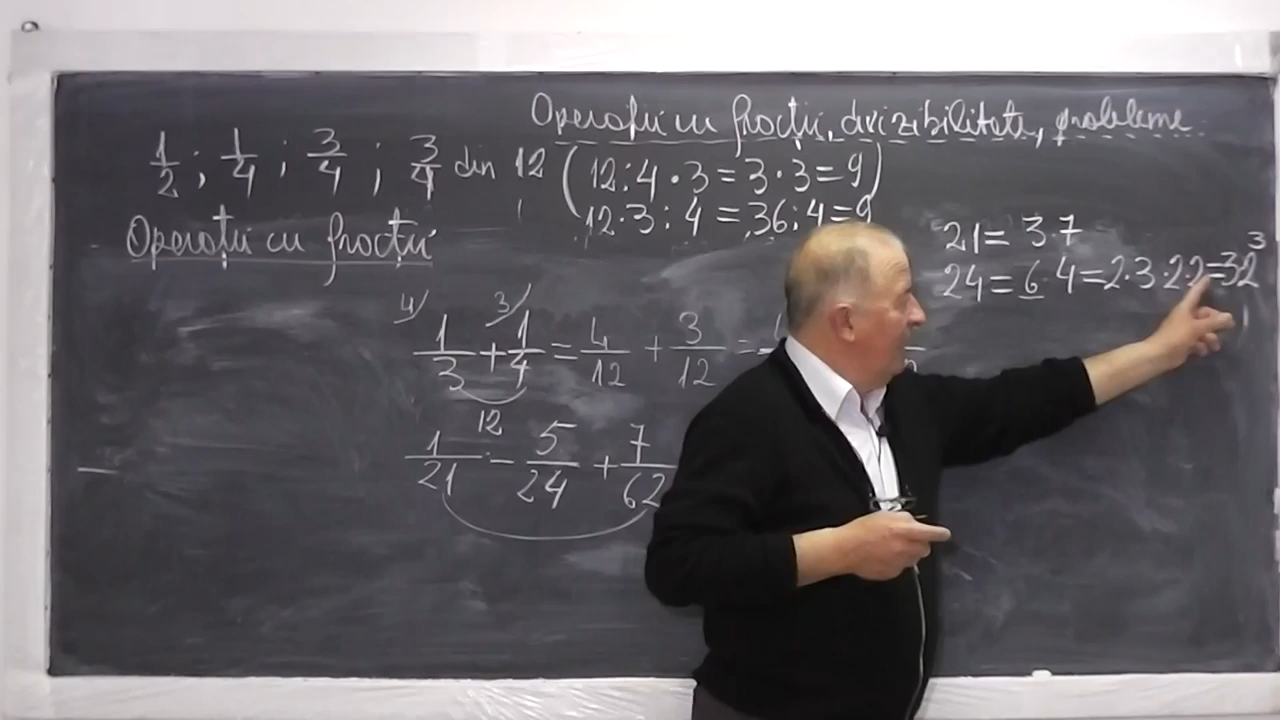 Operații cu fracții, divizibilitate, probleme
1/2 ; 1/4 ; 3/4 ; 3/4 din 12 (12:4·3=3·3=9)
12·3:4=36:4=9
Operații cu fracții
21=3·7
24=6·4=2·3·2·2=3·2³
4/ 3/
1/3+1/4=4/12+3/12=
12
1/21-5/24+7/62